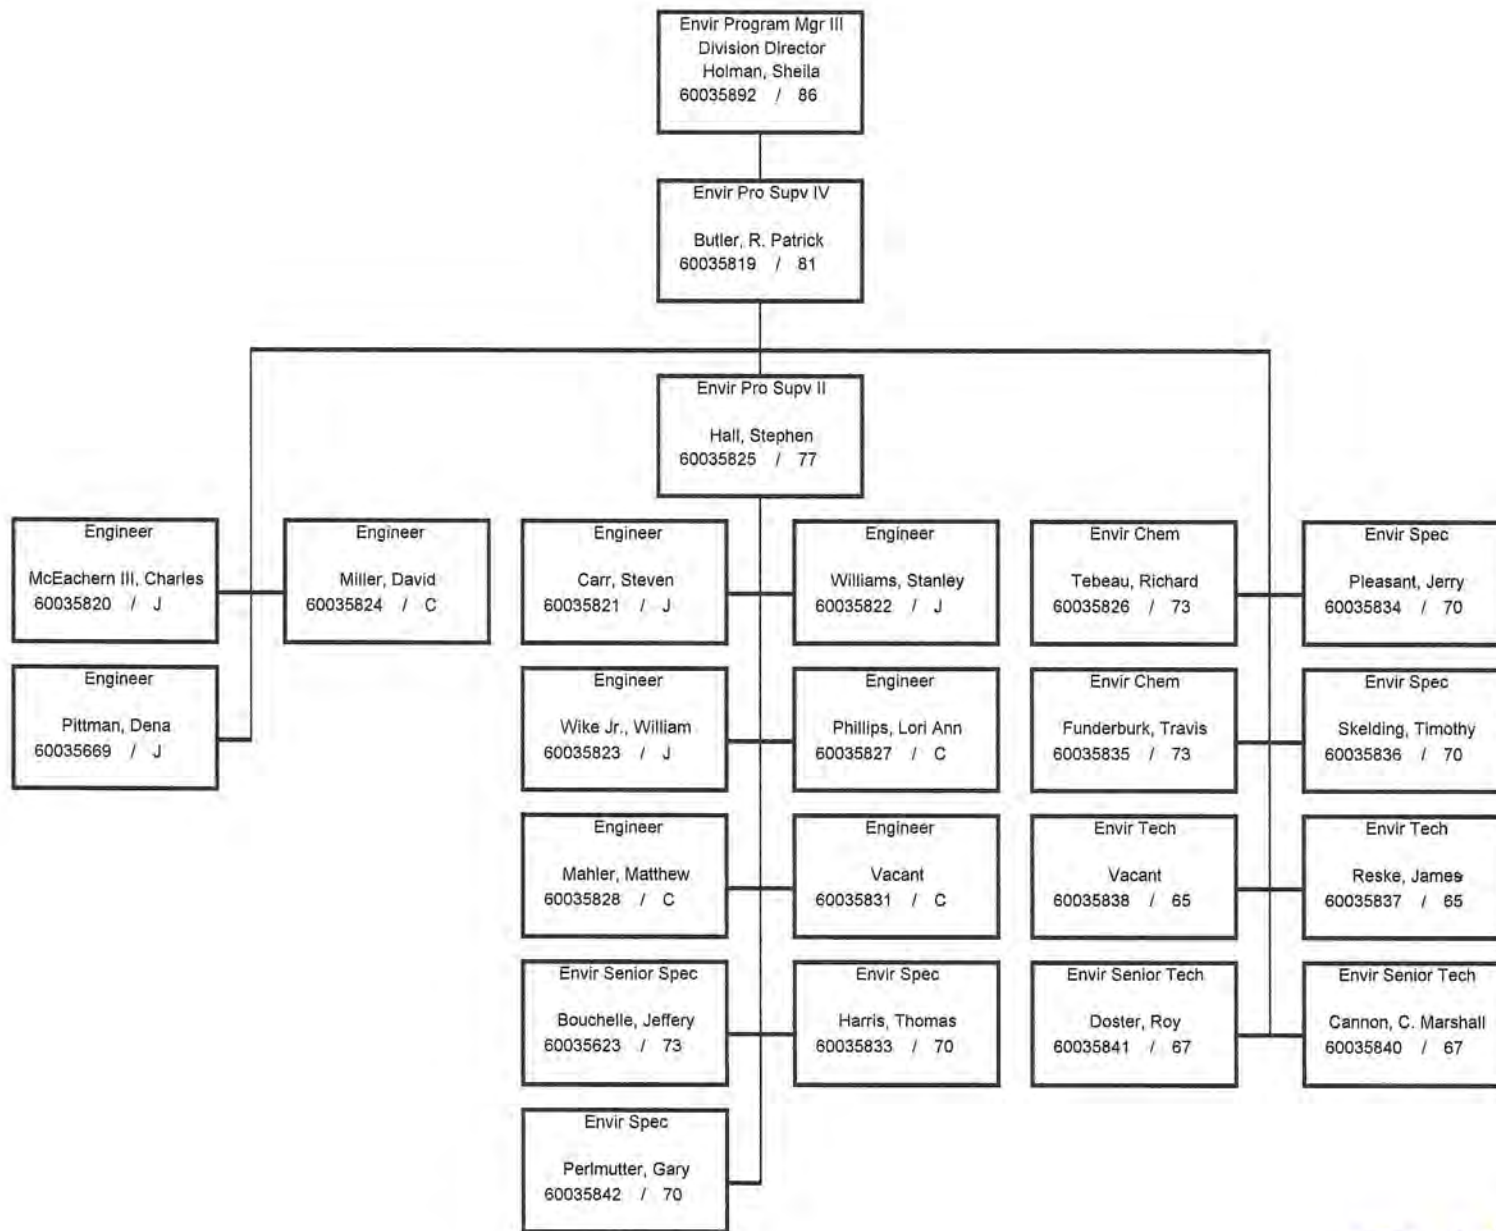 Envir Program Mgr III
Division Director
Holman, Sheila
60035892 / 86
Envir Pro Supv IV
Butler, R. Patrick
60035819 / 81
Envir Pro Supv II
Hall, Stephen
60035825 / 77
Engineer
McEachern III, Charles
60035820 / J
Engineer
Miller, David
60035824 / C
Engineer
Carr, Steven
60035821 / J
Engineer
Williams, Stanley
60035822 / J
Envir Chem
Tebeau, Richard
60035826 / 73
Envir Spec
Pleasant, Jerry
60035834 / 70
Engineer
Pittman, Dena
60035669 / J
Engineer
Wike Jr., William
60035823 / J
Engineer
Phillips, Lori Ann
60035827 / C
Envir Chem
Funderburk, Travis
60035835 / 73
Envir Spec
Skelding, Timothy
60035836 / 70
Engineer
Mahler, Matthew
60035828 / C
Engineer
Vacant
60035831 / C
Envir Tech
Vacant
60035838 / 65
Envir Tech
Reske, James
60035837 / 65
Envir Senior Spec
Bouchelle, Jeffery
60035623 / 73
Envir Spec
Harris, Thomas
60035833 / 70
Envir Senior Tech
Doster, Roy
60035841 / 67
Envir Senior Tech
Cannon, C. Marshall
60035840 / 67
Envir Spec
Perlmutter, Gary
60035842 / 70